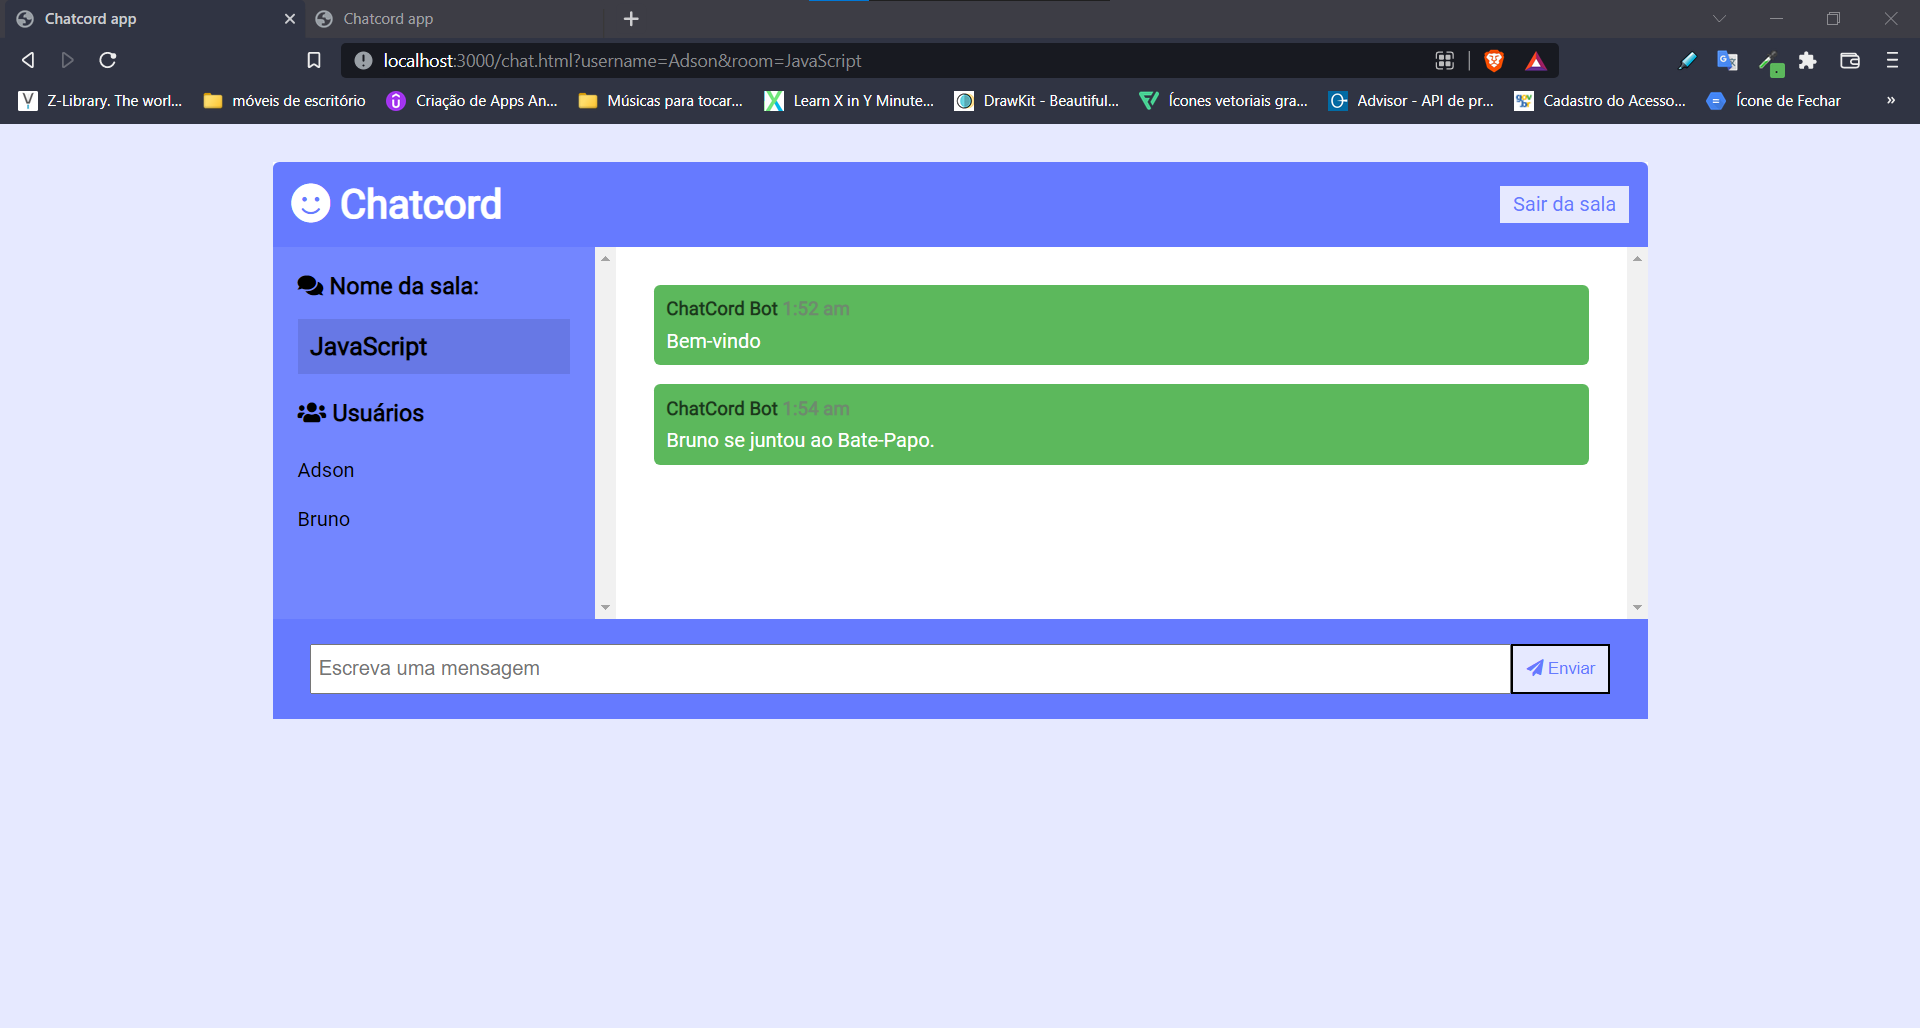 Chatcord app
Chatcord app
localhost:3000/chat.html?username=Adson&room=JavaScript
Z-Library. The worl...
móveis de escritório
Criação de Apps An...
Músicas para tocar...
Learn X in Y Minute...
DrawKit - Beautiful...
Ícones vetoriais gra...
Advisor - API de pr...
Cadastro do Acesso...
Ícone de Fechar
»
Chatcord
Sair da sala
Nome da sala:
JavaScript
Usuários
Adson
Bruno
ChatCord Bot 1:52 am
Bem-vindo
ChatCord Bot 1:54 am
Bruno se juntou ao Bate-Papo.
Escreva uma mensagem
Enviar